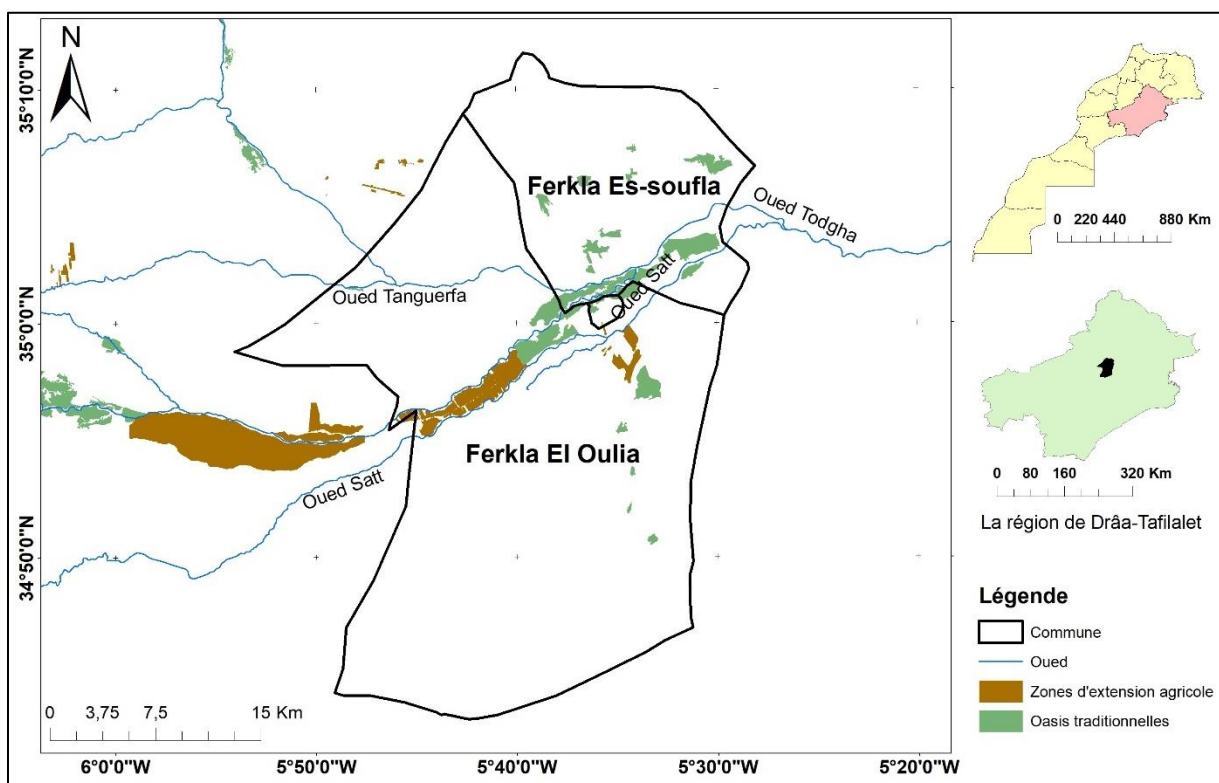 N
35°10'0"N
35°0'0"N
34°50'0"N
Ferkla Es-soufla
Oued Todgha
Oued Satt
Oued Tanguerfa
Ferkla El Oulia
Oued Satt
0 3,75 7,5 15 Km
6°0'0"W 5°50'0"W 5°40'0"W 5°30'0"W 5°20'0"W
0 220 440 880 Km
0 80 160 320 Km
La région de Drâa-Tafilalet
Légende
Commune
Oued
Zones d'extension agricole
Oasis traditionnelles